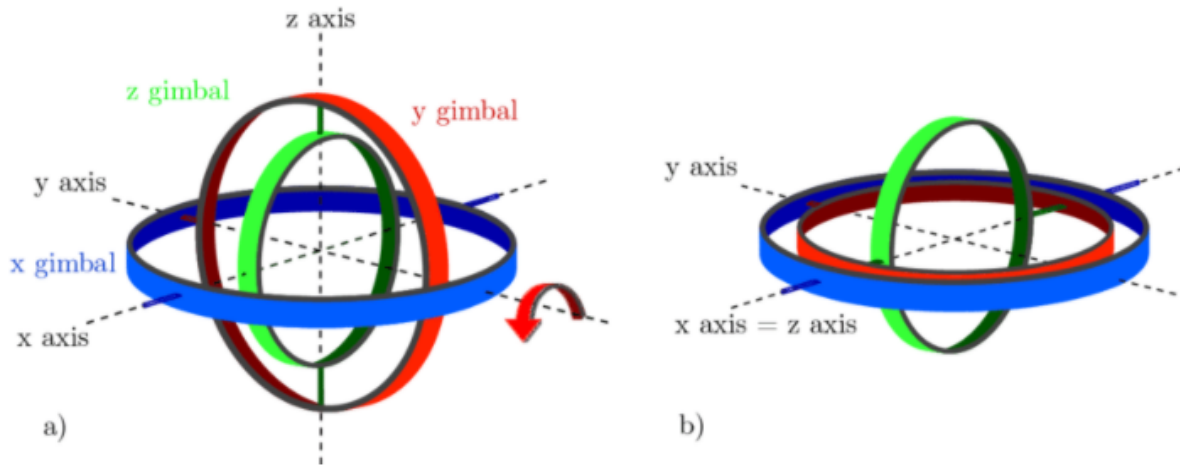 z axis
z gimbal
y gimbal
y axis
x gimbal
x axis
a)
y axis
x axis = z axis
b)